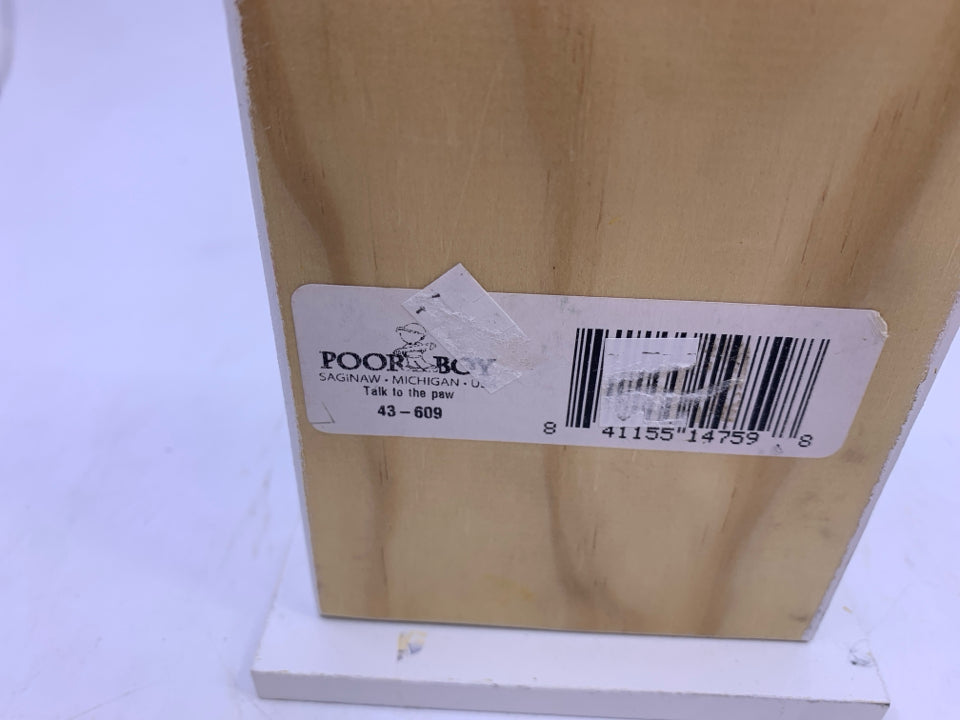 POOR BOY
SAGINAW • MICHIGAN • U
Talk to the paw
43-609
8 41155 14759 8